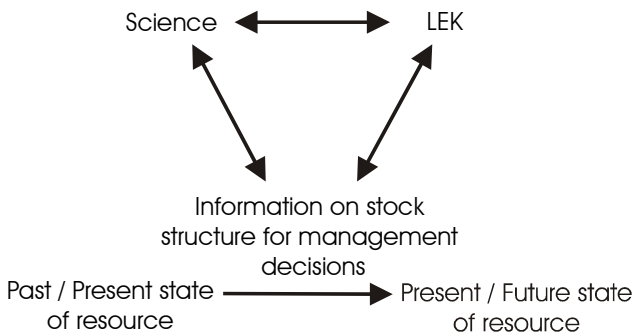 Science
LEK
Information on stock
structure for management
decisions
Past / Present state
of resource
Present / Future state
of resource